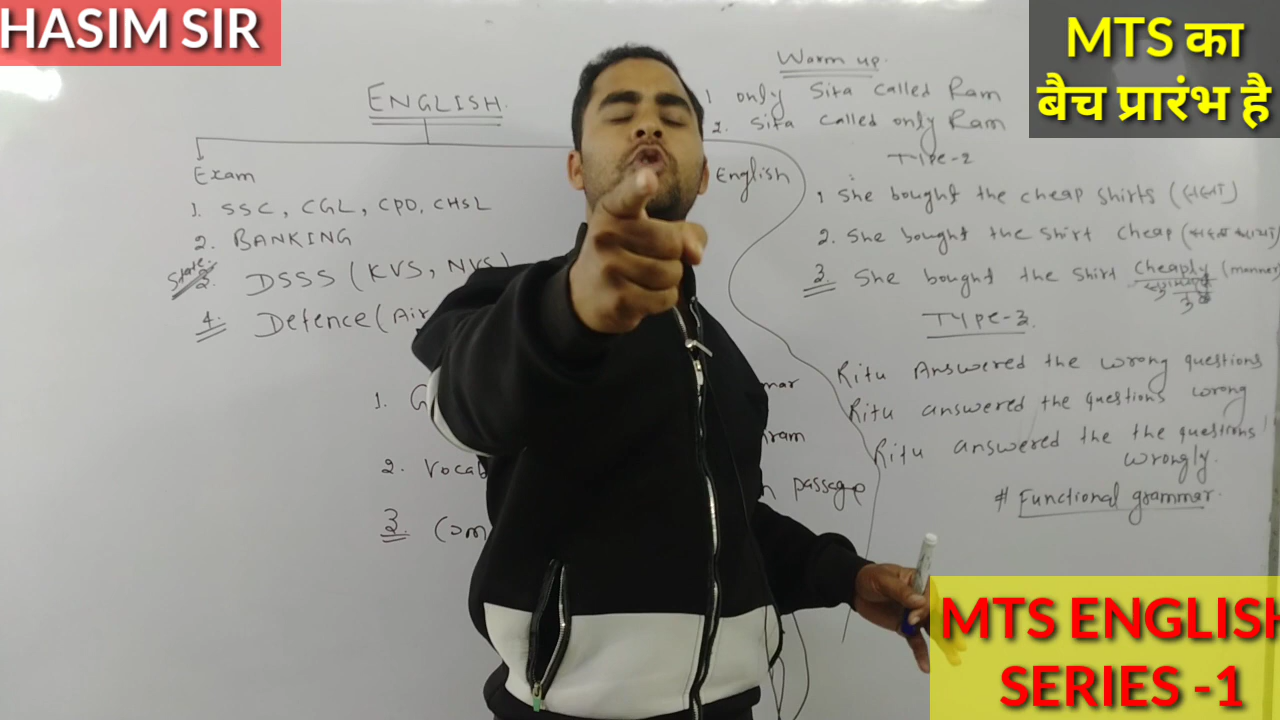 HASIM SIR
MTS का
बैच प्रारंभ है
ENGLISH.
Exam
1. SSC, CGL, CPO, CHSL
2. BANKING
State
3. DSSS (KVS, NVS)
4. Defence (Air
English
1. G
mar
2. Vocab
ram
3. Com
n passage
Warm up.
1 only Sita called Ram
2. Sita called only Ram
Type-2
1 She bought the cheap shirts (
2. She bought the shirt cheap (
3. She bought the shirt cheaply (manner)
Type-3.
Ritu Answered the wrong questions
Ritu answered the questions wrong
Ritu answered the the questions
wrongly.
# Functional grammar.
MTS ENGLISH
SERIES -1